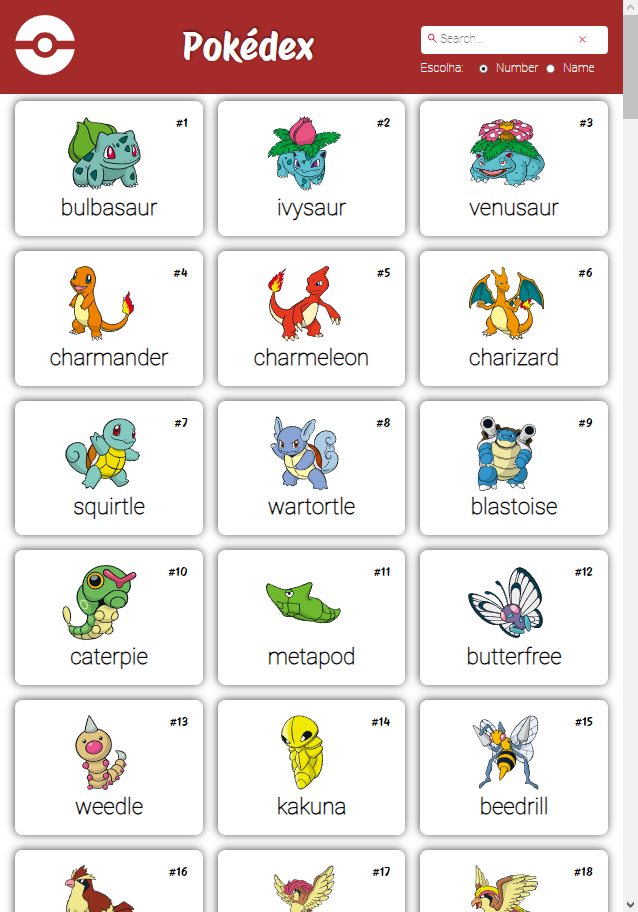 Pokédex
Search...
Escolha: Number Name
#1
bulbasaur
#2
ivysaur
#3
venusaur
#4
charmander
#5
charmeleon
#6
charizard
#7
squirtle
#8
wartortle
#9
blastoise
#10
caterpie
#11
metapod
#12
butterfree
#13
weedle
#14
kakuna
#15
beedrill
#16
#17
#18